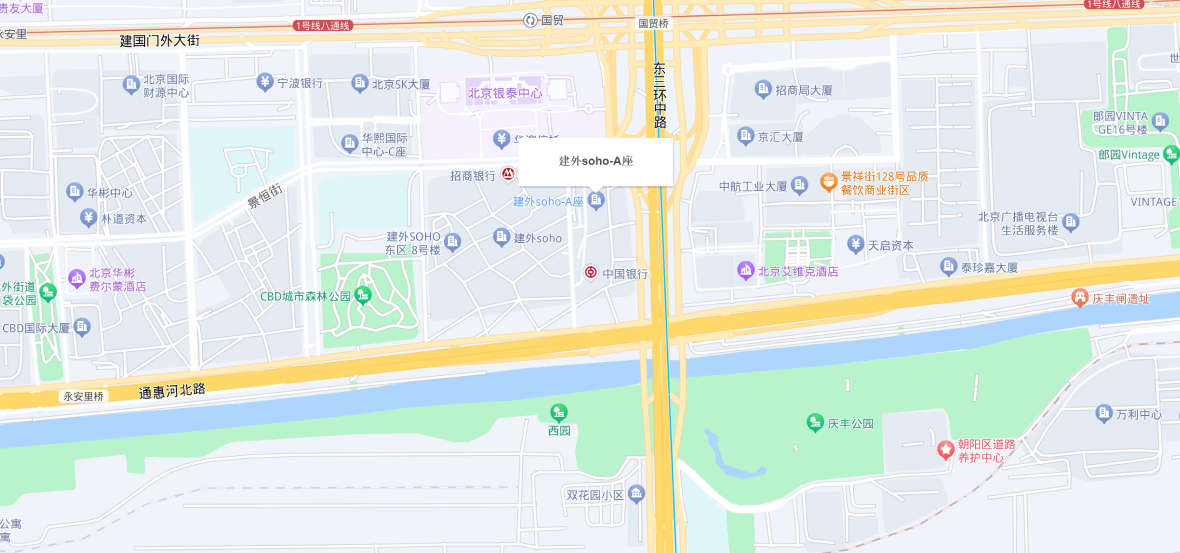 贵友大厦
1号线八通线
国贸
国贸桥
1号线八通线
永安里
建国门外大街
北京国际
财源中心
宁波银行
北京SK大厦
北京银泰中心
东三环中路
招商局大厦
郎园VINTA
GE16号楼
华熙国际
中心-C座
京汇大厦
郎园Vintage
建外soho-A座
招商银行
中航工业大厦
景祥街128号品质
餐饮商业街区
华彬中心
景恒街
建外soho-A座
VINTAGE
朴道资本
北京广播电视台
生活服务楼
建外SOHO
东区-8号楼
建外soho
天启资本
北京华彬
费尔蒙酒店
中国银行
北京艾维克酒店
泰珍嘉大厦
外街道
袋公园
CBD城市森林公园
庆丰闸遗址
CBD国际大厦
永安里桥
通惠河北路
西园
庆丰公园
万利中心
朝阳区道路
养护中心
双花园小区
公寓
寓